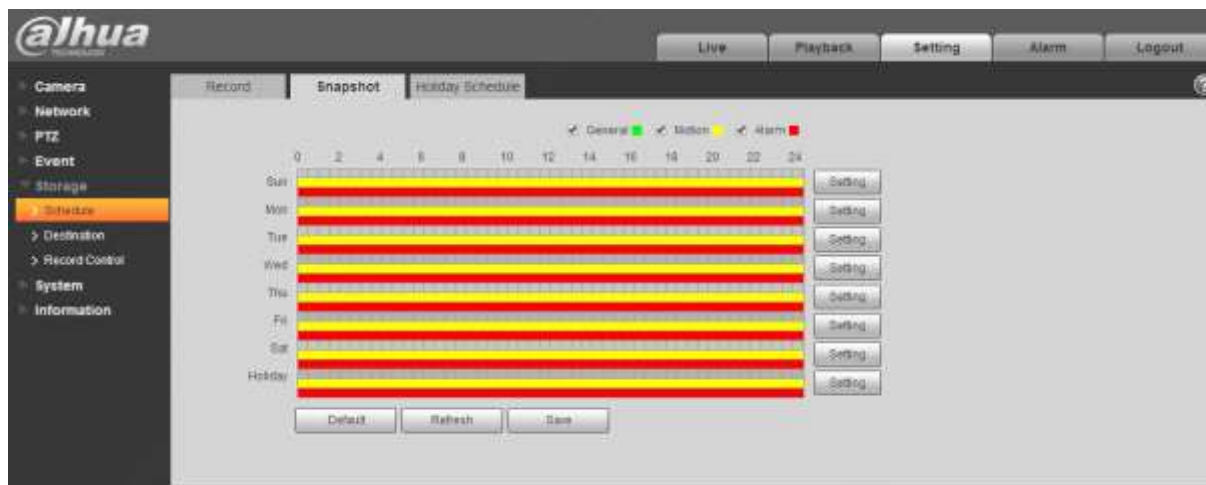 alhua
TECHNOLOGY
Live Playback Setting Alarm Logout
Camera
Network
PTZ
Event
Storage
Schedule
Destination
Record Control
System
Information
Record Snapshot Holiday Schedule
General Motion Alarm
0 2 4 6 8 10 12 14 16 18 20 22 24
Sun Setting
Mon Setting
Tue Setting
Wed Setting
Thu Setting
Fri Setting
Sat Setting
Holiday Setting
Default Refresh Save